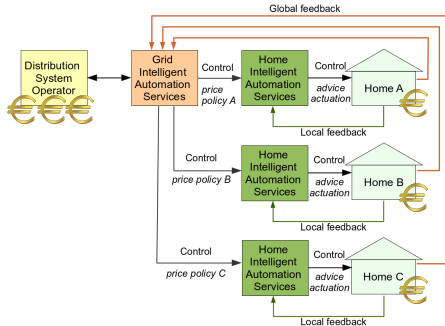 Global feedback
Distribution
System
Operator
Grid
Intelligent
Automation
Services
Control
price
policy A
Home
Intelligent
Automation
Services
Control
advice
actuation
Home A
Local feedback
Control
price policy B
Home
Intelligent
Automation
Services
Control
advice
actuation
Home B
Local feedback
Control
price policy C
Home
Intelligent
Automation
Services
Control
advice
actuation
Home C
Local feedback